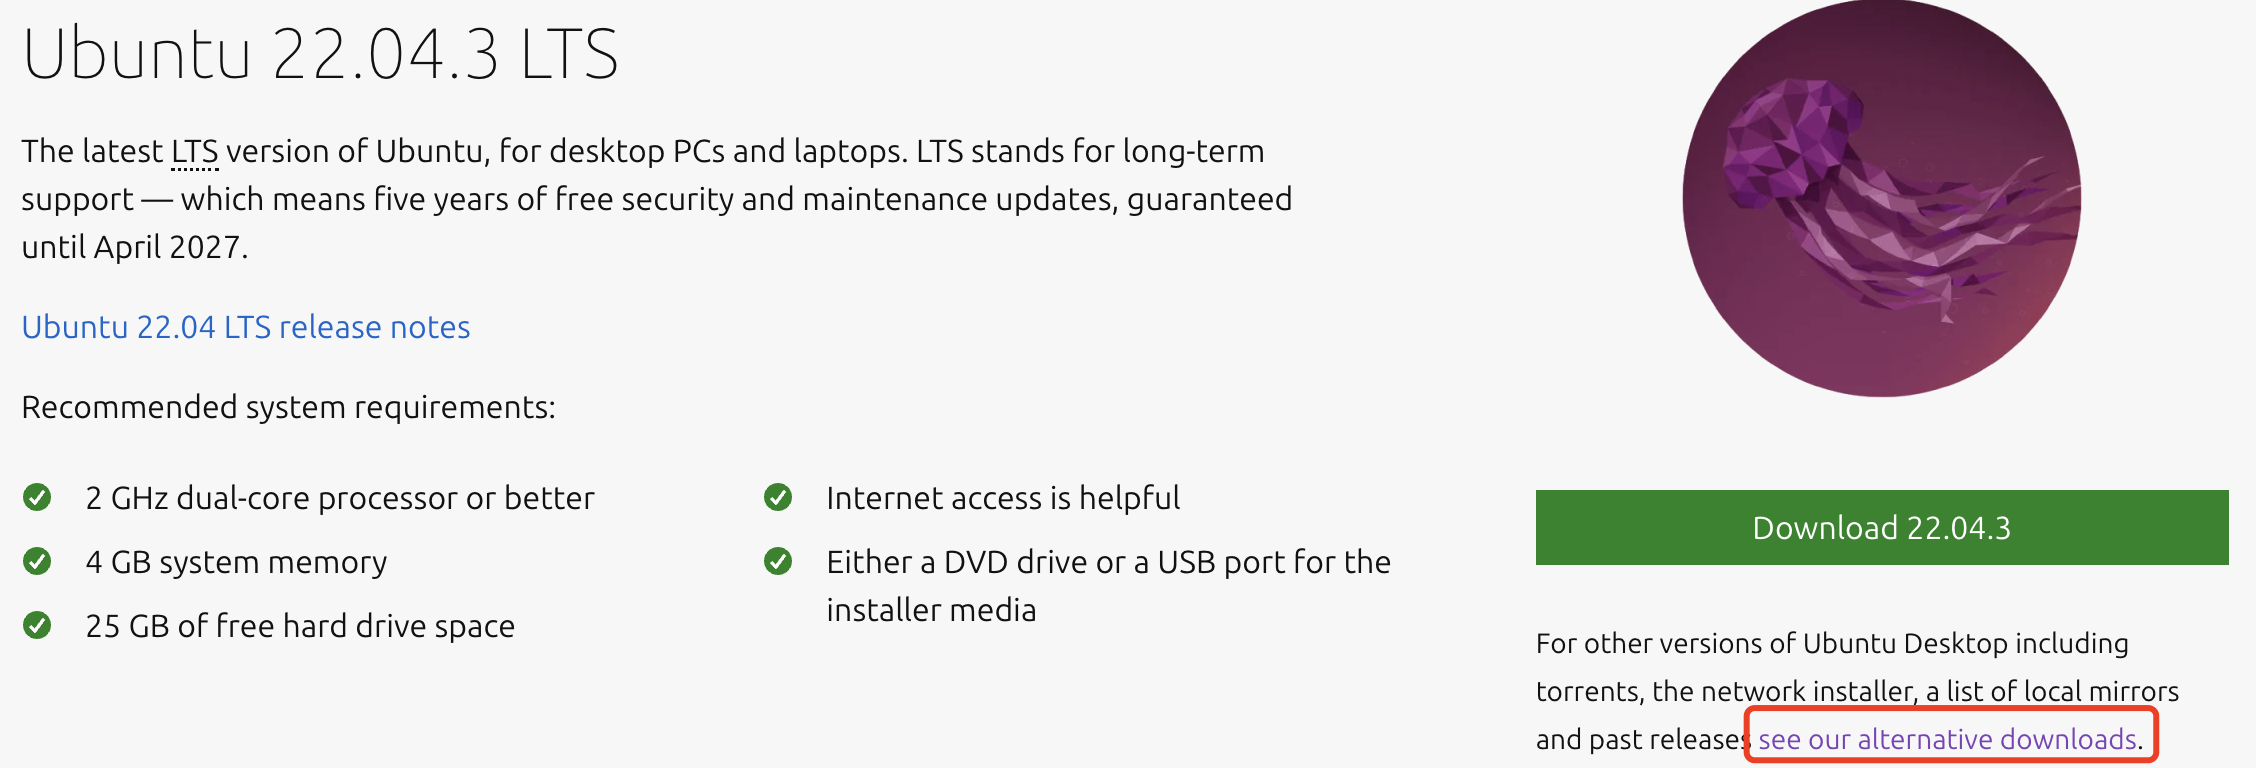 Ubuntu 22.04.3 LTS
The latest LTS version of Ubuntu, for desktop PCs and laptops. LTS stands for long-term
support — which means five years of free security and maintenance updates, guaranteed
until April 2027.
Ubuntu 22.04 LTS release notes
Recommended system requirements:
2 GHz dual-core processor or better
4 GB system memory
25 GB of free hard drive space
Internet access is helpful
Either a DVD drive or a USB port for the
installer media
Download 22.04.3
For other versions of Ubuntu Desktop including
torrents, the network installer, a list of local mirrors
and past releases see our alternative downloads.